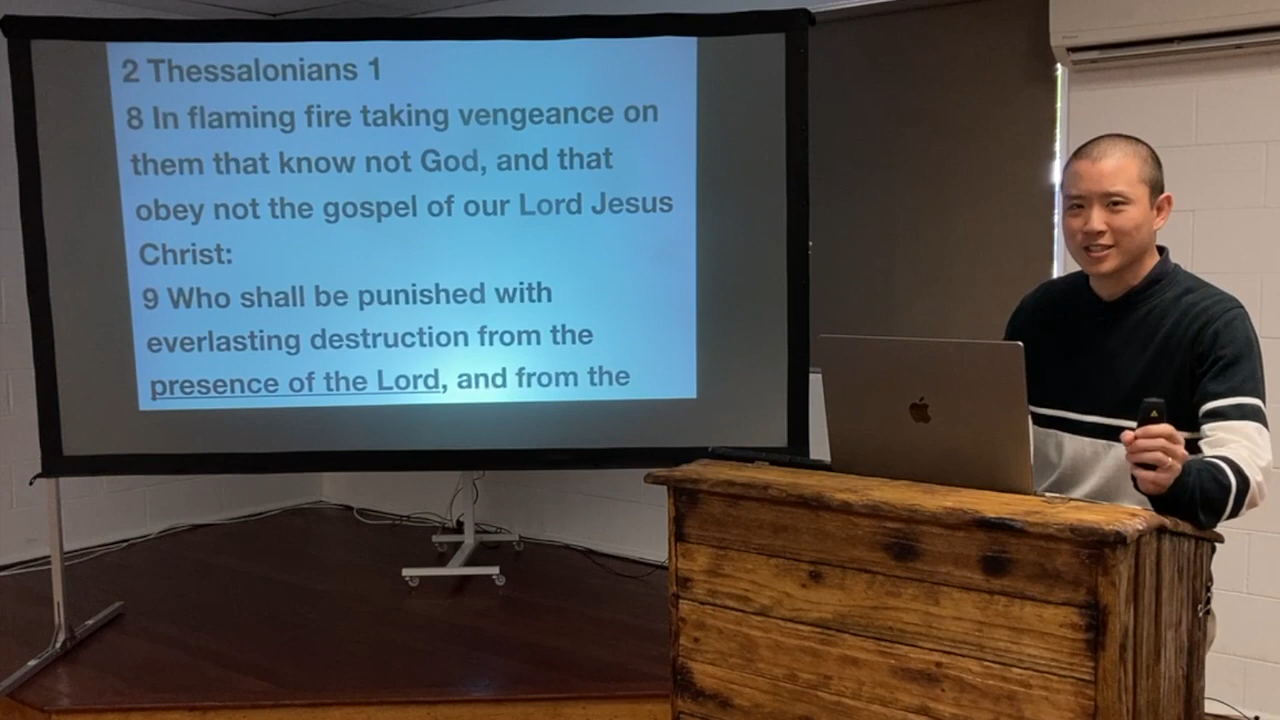 2 Thessalonians 1
8 In flaming fire taking vengeance on
them that know not God, and that
obey not the gospel of our Lord Jesus
Christ:
9 Who shall be punished with
everlasting destruction from the
presence of the Lord, and from the